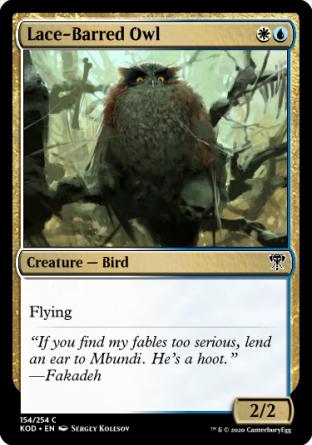 Lace-Barred Owl
Creature — Bird
Flying
“If you find my fables too serious, lend
an ear to Mbundi. He’s a hoot.”
—Fakadeh
2/2
154/254 C
KOD • EN Sergey Kolesov
™ & © 2020 CanterburyEgg